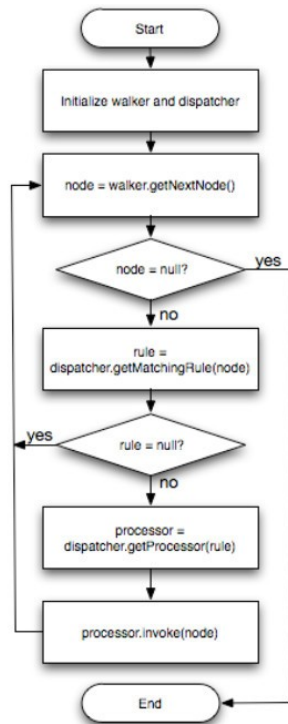 Start
Initialize walker and dispatcher
node = walker.getNextNode()
node = null?
yes
no
rule =
dispatcher.getMatchingRule(node)
yes
rule = null?
no
processor =
dispatcher.getProcessor(rule)
processor.invoke(node)
End